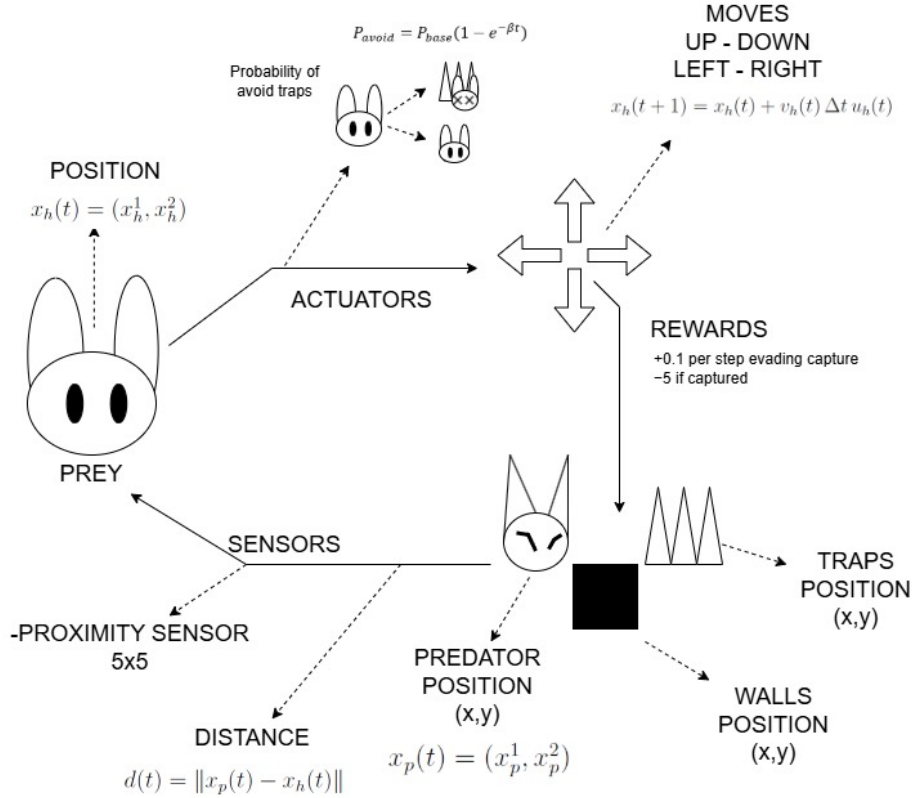 P_avoid = P_base(1 − e^{−βt})
Probability of
avoid traps
MOVES
UP - DOWN
LEFT - RIGHT
x_h(t + 1) = x_h(t) + v_h(t) Δt u_h(t)
POSITION
x_h(t) = (x_h^1, x_h^2)
ACTUATORS
REWARDS
+0.1 per step evading capture
−5 if captured
PREY
SENSORS
TRAPS
POSITION
(x,y)
-PROXIMITY SENSOR
5x5
PREDATOR
POSITION
(x,y)
x_p(t) = (x_p^1, x_p^2)
WALLS
POSITION
(x,y)
DISTANCE
d(t) = ‖x_p(t) − x_h(t)‖